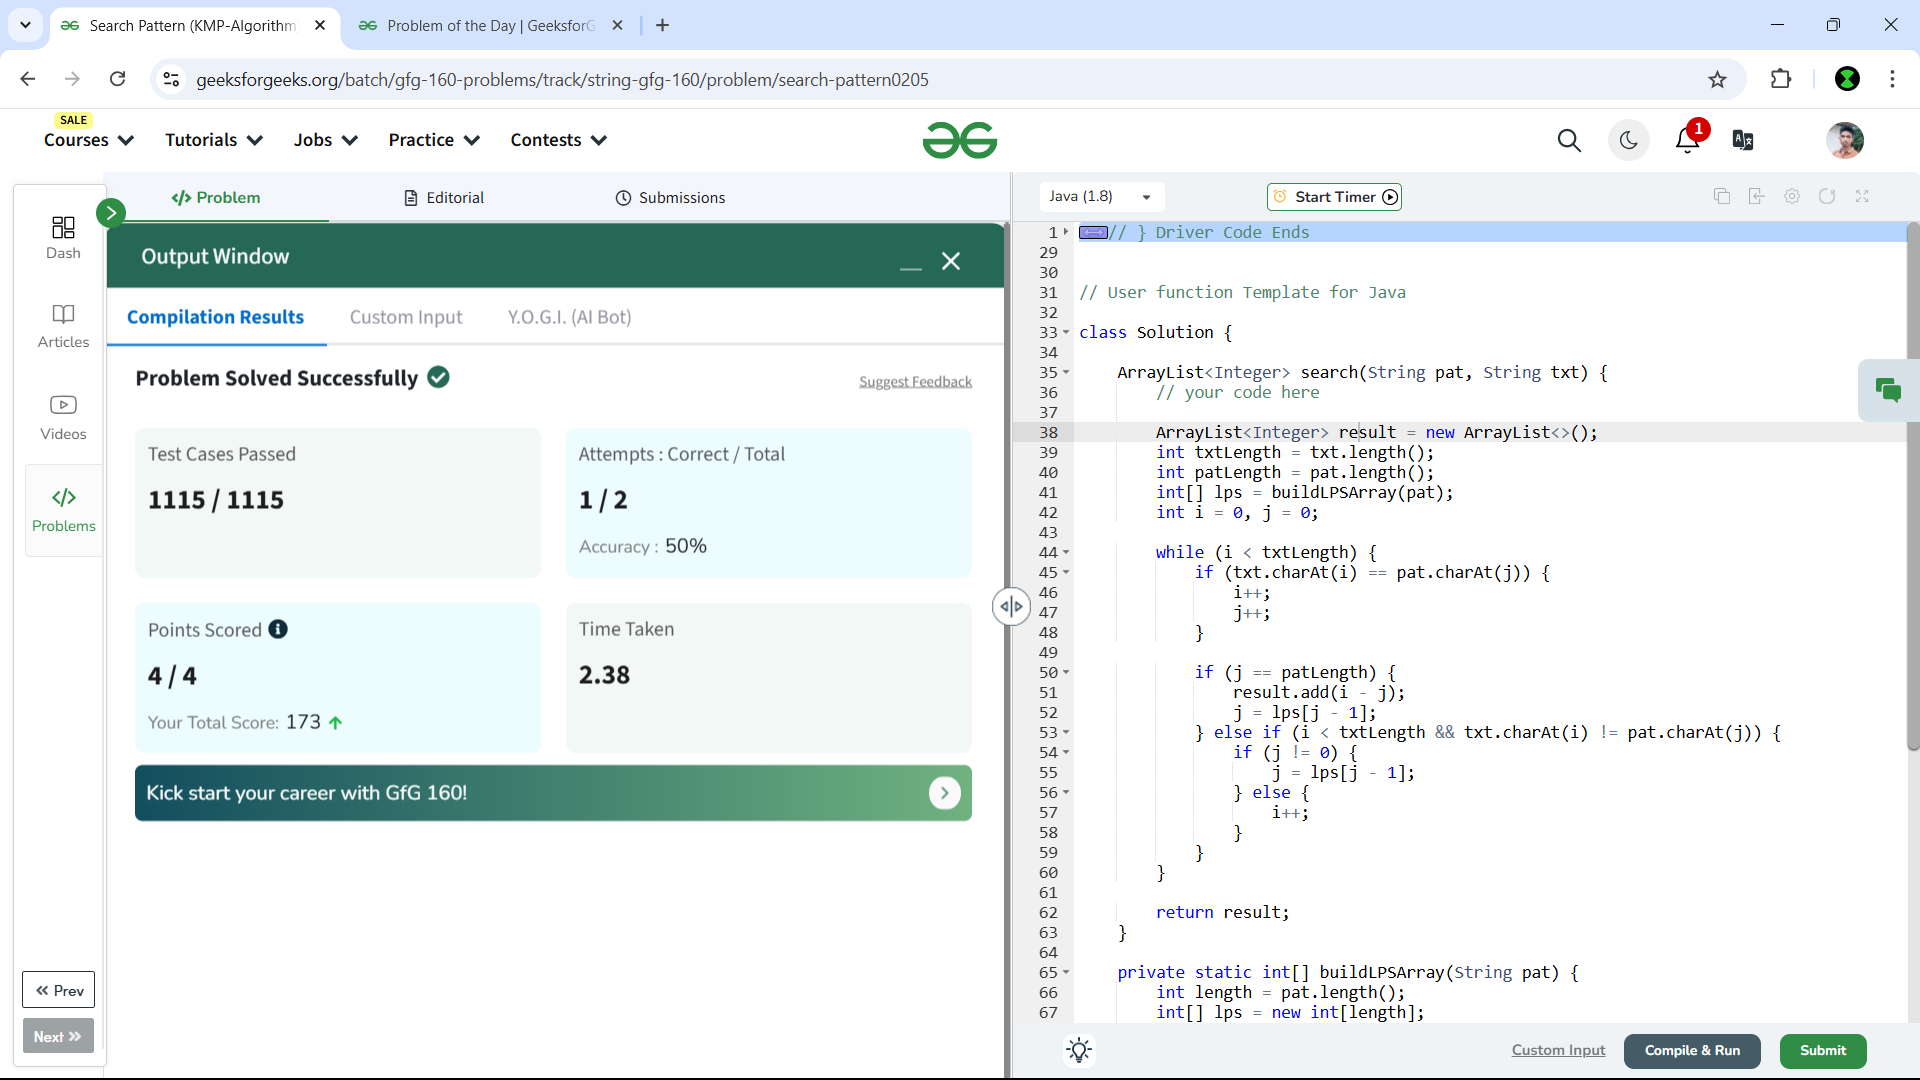 Search Pattern (KMP-Algorithm)
Problem of the Day | GeeksforG
geeksforgeeks.org/batch/gfg-160-problems/track/string-gfg-160/problem/search-pattern0205
SALE
Courses
Tutorials
Jobs
Practice
Contests
1
Dash
Articles
Videos
Problems
Prev
Next
Problem
Editorial
Submissions
Output Window
Compilation Results
Custom Input
Y.O.G.I. (AI Bot)
Problem Solved Successfully
Suggest Feedback
Test Cases Passed
1115 / 1115
Attempts : Correct / Total
1 / 2
Accuracy : 50%
Points Scored
4 / 4
Your Total Score: 173
Time Taken
2.38
Kick start your career with GfG 160!
Java (1.8)
Start Timer
1 // } Driver Code Ends
29
30
31 // User function Template for Java
32
33 class Solution {
34
35 ArrayList<Integer> search(String pat, String txt) {
36 // your code here
37
38 ArrayList<Integer> result = new ArrayList<>();
39 int txtLength = txt.length();
40 int patLength = pat.length();
41 int[] lps = buildLPSArray(pat);
42 int i = 0, j = 0;
43
44 while (i < txtLength) {
45 if (txt.charAt(i) == pat.charAt(j)) {
46 i++;
47 j++;
48 }
49
50 if (j == patLength) {
51 result.add(i - j);
52 j = lps[j - 1];
53 } else if (i < txtLength && txt.charAt(i) != pat.charAt(j)) {
54 if (j != 0) {
55 j = lps[j - 1];
56 } else {
57 i++;
58 }
59 }
60 }
61
62 return result;
63 }
64
65 private static int[] buildLPSArray(String pat) {
66 int length = pat.length();
67 int[] lps = new int[length];
Custom Input
Compile & Run
Submit